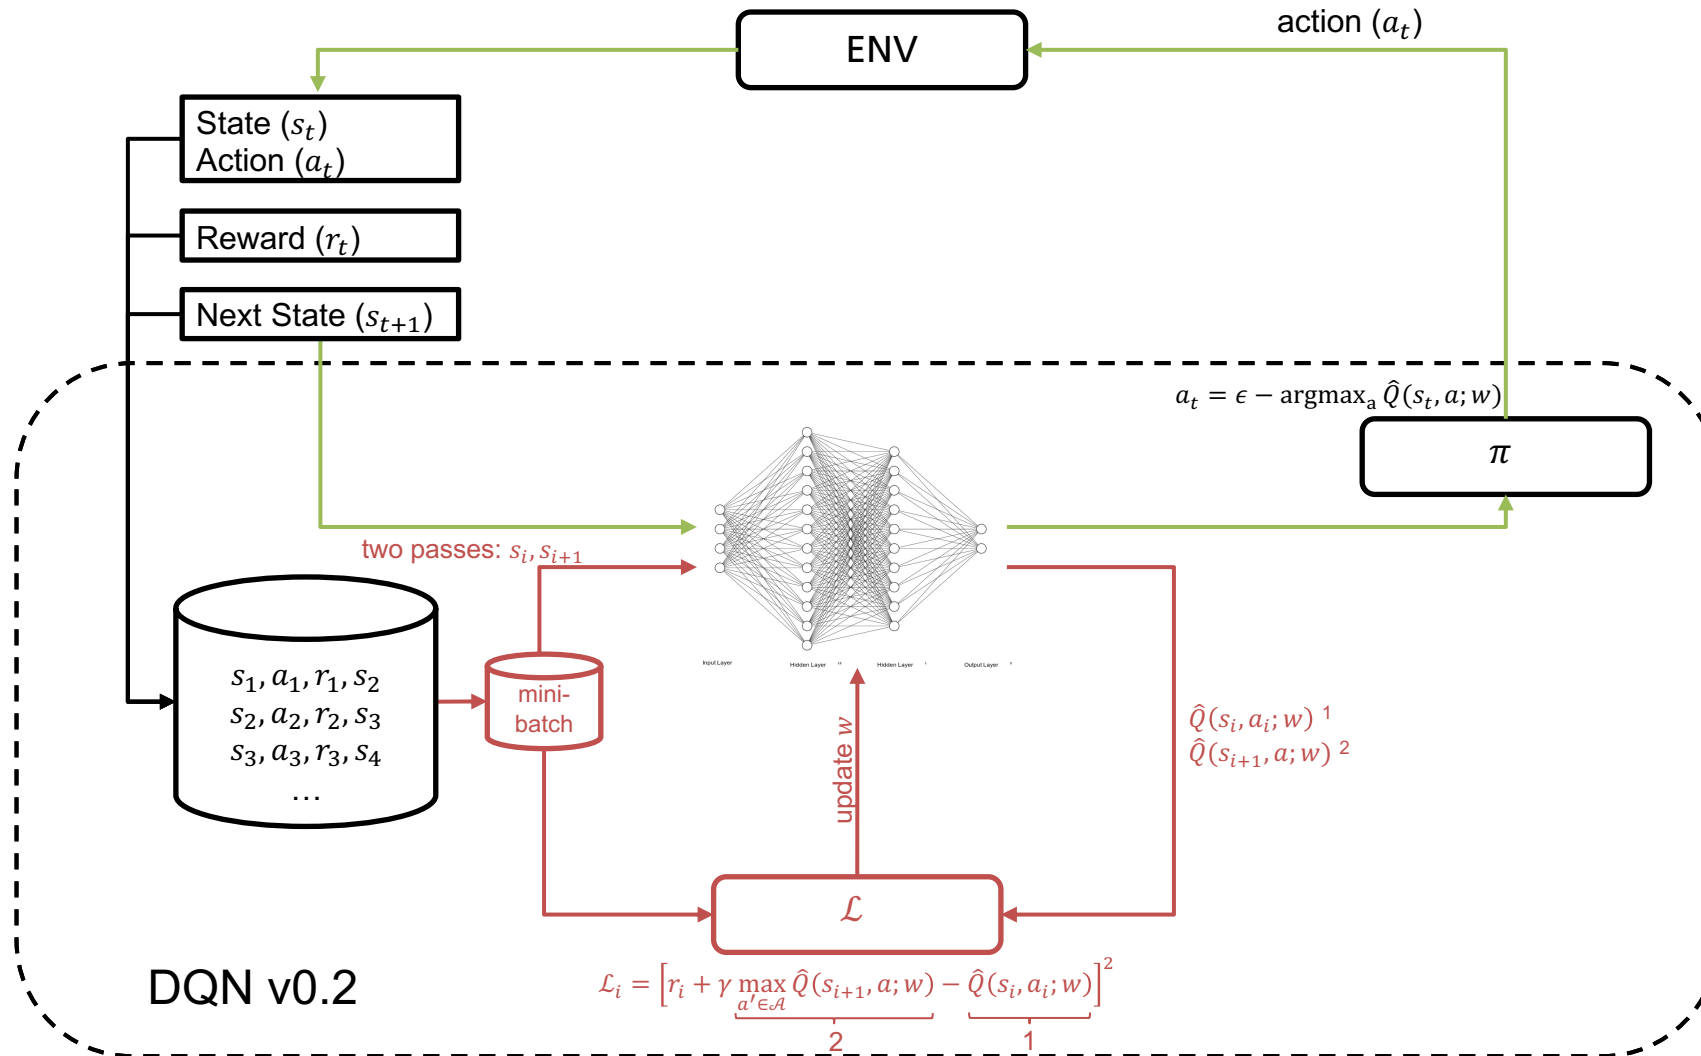 ENV
action (a_t)
State (s_t)
Action (a_t)
Reward (r_t)
Next State (s_{t+1})
a_t = ϵ − argmax_a Q̂(s_t, a; w)
π
two passes: s_i, s_{i+1}
Input Layer
Hidden Layer
Hidden Layer
Output Layer
s_1, a_1, r_1, s_2
s_2, a_2, r_2, s_3
s_3, a_3, r_3, s_4
…
mini-
batch
update w
Q̂(s_i, a_i; w) ¹
Q̂(s_{i+1}, a; w) ²
ℒ
DQN v0.2
ℒ_i = [r_i + γ max_{a′∈𝒜} Q̂(s_{i+1}, a; w) − Q̂(s_i, a_i; w)]²
2
1